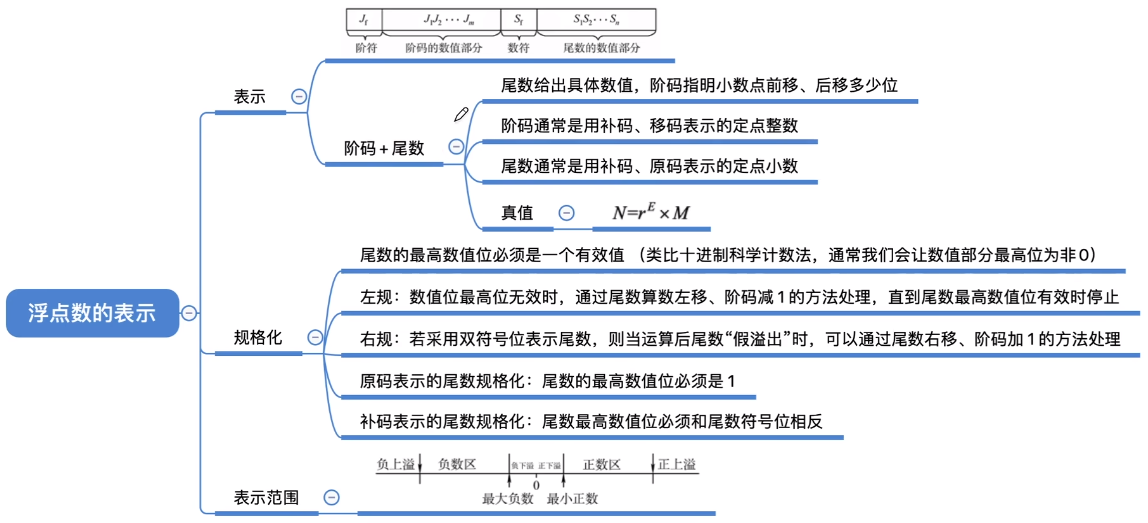 浮点数的表示
表示
J_f J₁J₂ ··· J_m S_f S₁S₂ ··· S_n
阶符 阶码的数值部分 数符 尾数的数值部分
阶码 + 尾数
尾数给出具体数值，阶码指明小数点前移、后移多少位
阶码通常是用补码、移码表示的定点整数
尾数通常是用补码、原码表示的定点小数
真值
N=r^E × M
规格化
尾数的最高数值位必须是一个有效值 （类比十进制科学计数法，通常我们会让数值部分最高位为非0）
左规：数值位最高位无效时，通过尾数算数左移、阶码减1的方法处理，直到尾数最高数值位有效时停止
右规：若采用双符号位表示尾数，则当运算后尾数“假溢出”时，可以通过尾数右移、阶码加1的方法处理
原码表示的尾数规格化：尾数的最高数值位必须是1
补码表示的尾数规格化：尾数最高数值位必须和尾数符号位相反
表示范围
负上溢 负数区 负下溢 正下溢 正数区 正上溢
0
最大负数 最小正数